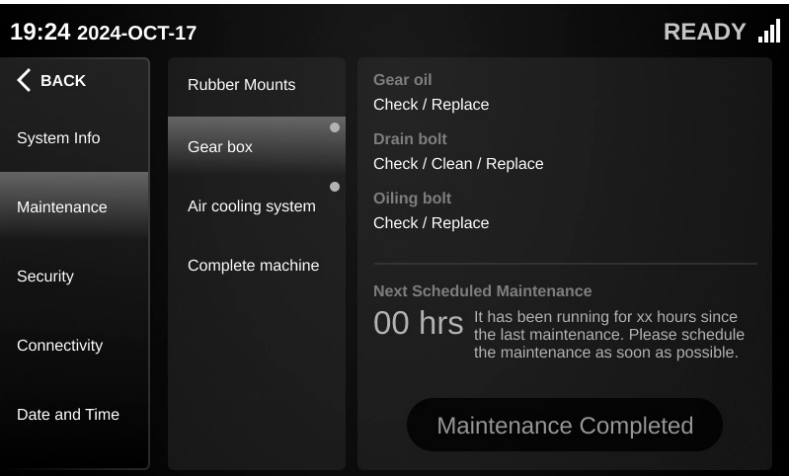 19:24 2024-OCT-17
READY
BACK
System Info
Maintenance
Security
Connectivity
Date and Time
Rubber Mounts
Gear box
Air cooling system
Complete machine
Gear oil
Check / Replace
Drain bolt
Check / Clean / Replace
Oiling bolt
Check / Replace
Next Scheduled Maintenance
00 hrs
It has been running for xx hours since
the last maintenance. Please schedule
the maintenance as soon as possible.
Maintenance Completed